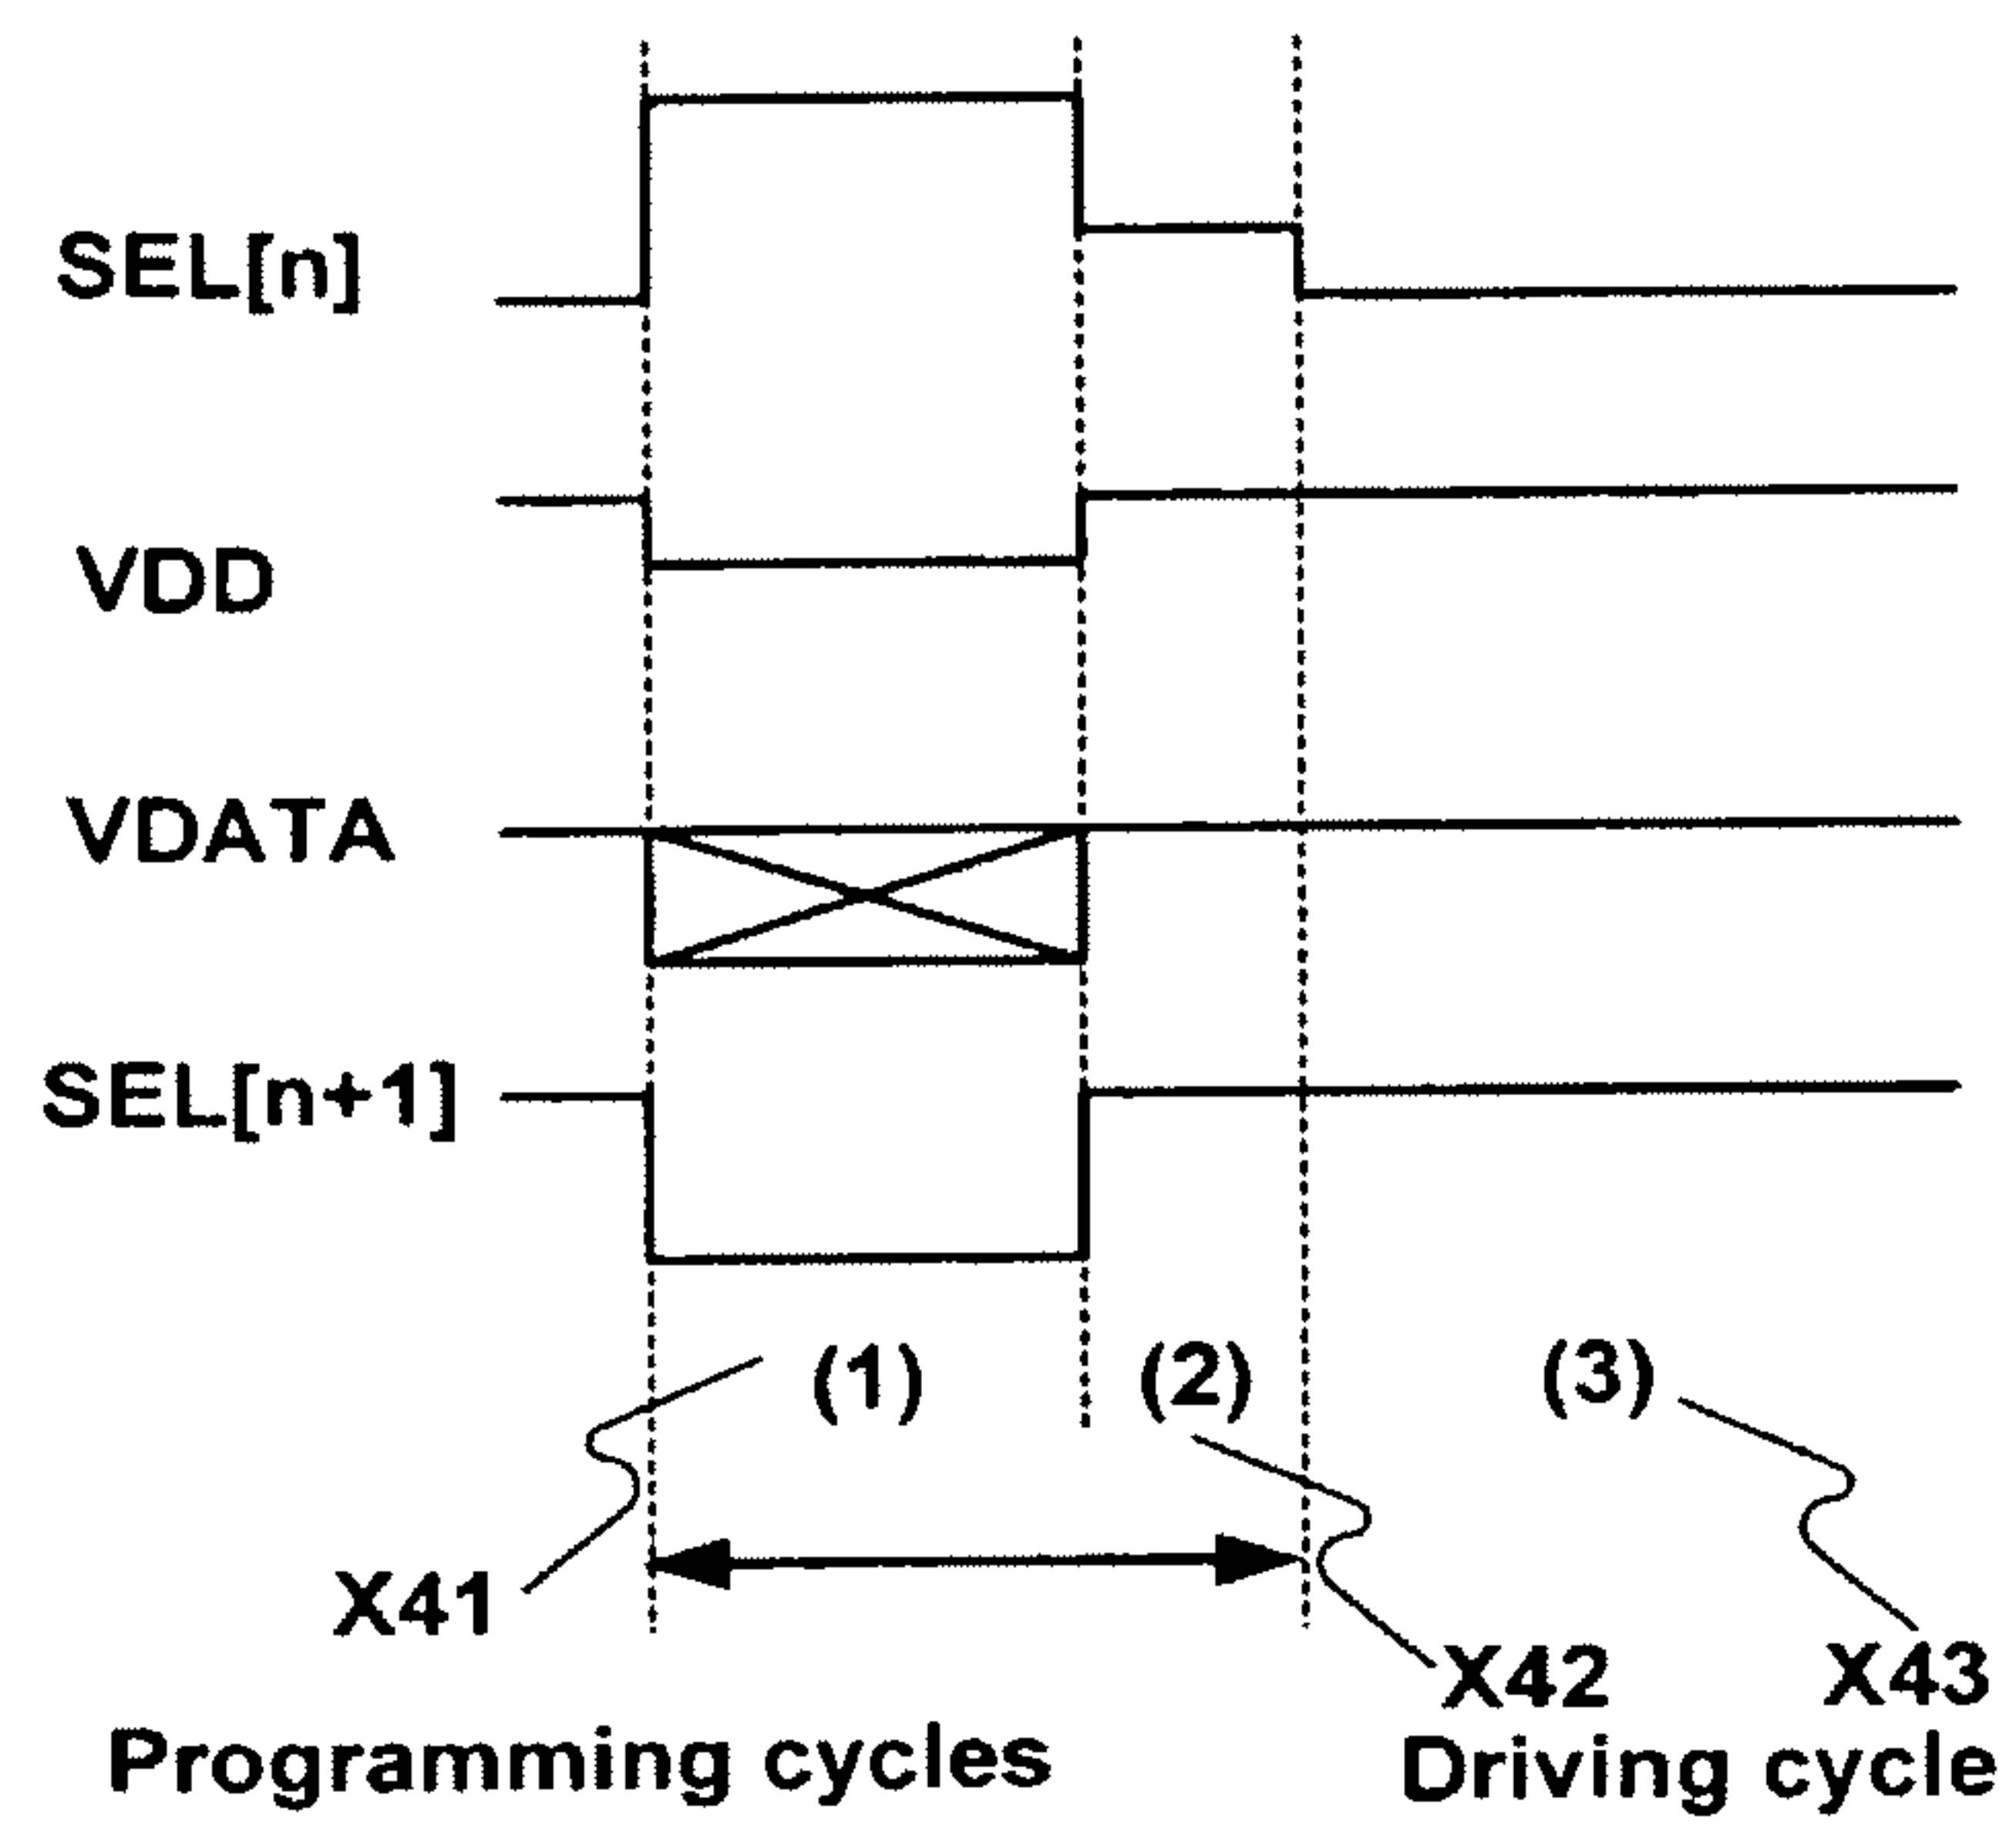 SEL[n]
VDD
VDATA
SEL[n+1]
(1) (2) (3)
X41
X42 X43
Programming cycles Driving cycle